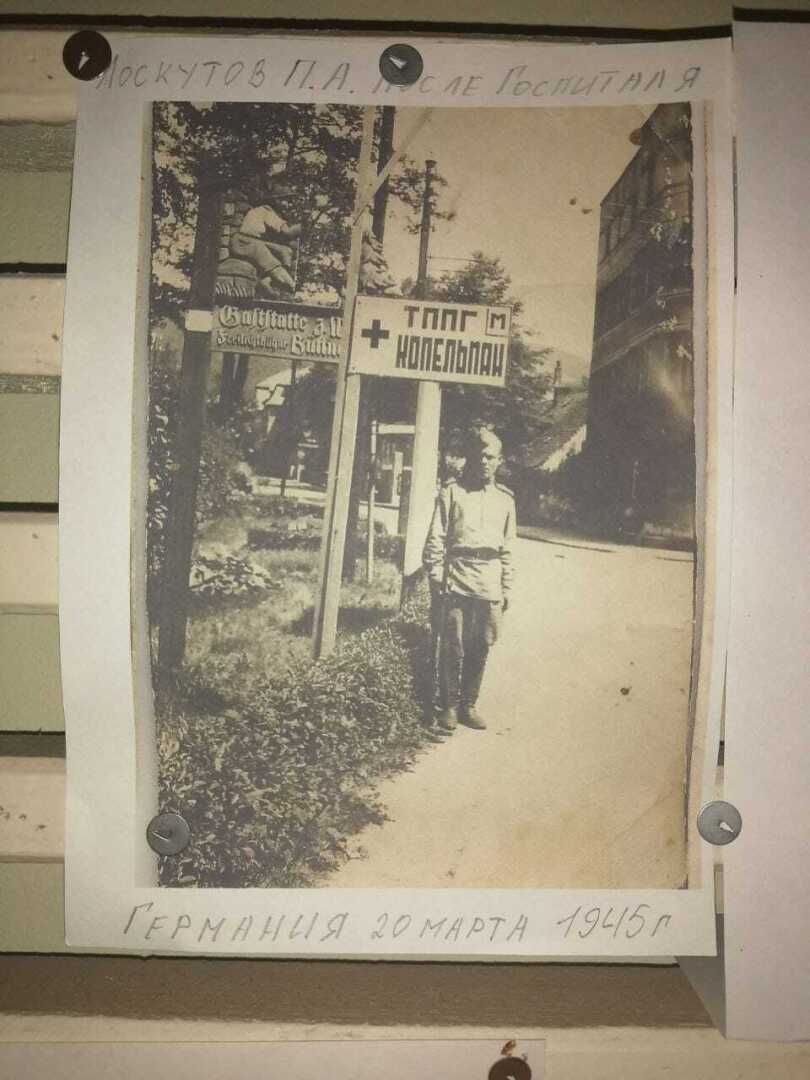 ЛОСКУТОВ П.А. ПОСЛЕ ГОСПИТАЛЯ
Gaststätte z.
ТППГ М
КОПЕЛЬМАН
ГЕРМАНИЯ 20 МАРТА 1945г